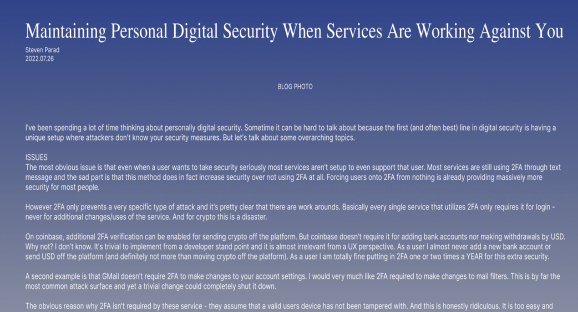 Maintaining Personal Digital Security When Services Are Working Against You
Steven Parad
2022.07.26
BLOG PHOTO
I've been spending a lot of time thinking about personally digital security. Sometime it can be hard to talk about because the first (and often best) line in digital security is having a
unique setup where attackers don't know your security measures. But let's talk about some overarching topics.
ISSUES
The most obvious issue is that even when a user wants to take security seriously most services aren't setup to even support that user. Most services are still using 2FA through text
message and the sad part is that this method does in fact increase security over not using 2FA at all. Forcing users onto 2FA from nothing is already providing massively more
security for most people.
However 2FA only prevents a very specific type of attack and it's pretty clear that there are work arounds. Basically every single service that utilizes 2FA only requires it for login -
never for additional changes/uses of the service. And for crypto this is a disaster.
On coinbase, additional 2FA verification can be enabled for sending crypto off the platform. But coinbase doesn't require it for adding bank accounts nor making withdrawals by USD.
Why not? I don't know. It's trivial to implement from a developer stand point and it is almost irrelevant from a UX perspective. As a user I almost never add a new bank account or
send USD off the platform (and definitely not more than moving crypto off the platform). As a user I am totally fine putting in 2FA one or two times a YEAR for this extra security.
A second example is that GMail doesn't require 2FA to make changes to your account settings. I would very much like 2FA required to make changes to mail filters. This is by far the
most common attack surface and yet a trivial change could completely shut it down.
The obvious reason why 2FA isn't required by these service - they assume that a valid users device has not been tampered with. And this is honestly ridiculous. It is too easy and